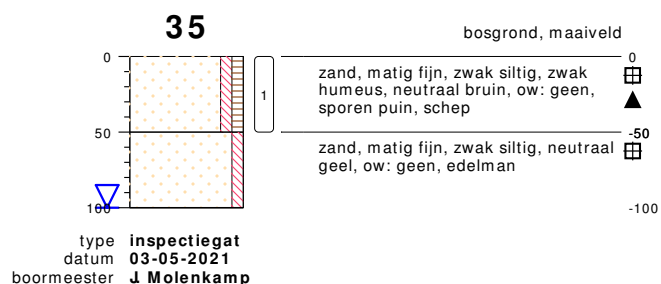 35
bosgrond, maaiveld
0
0
zand, matig fijn, zwak siltig, zwak
humeus, neutraal bruin, ow: geen,
sporen puin, schep
1
50
-50
zand, matig fijn, zwak siltig, neutraal
geel, ow: geen, edelman
100
-100
type inspectiegat
datum 03-05-2021
boormeester J. Molenkamp